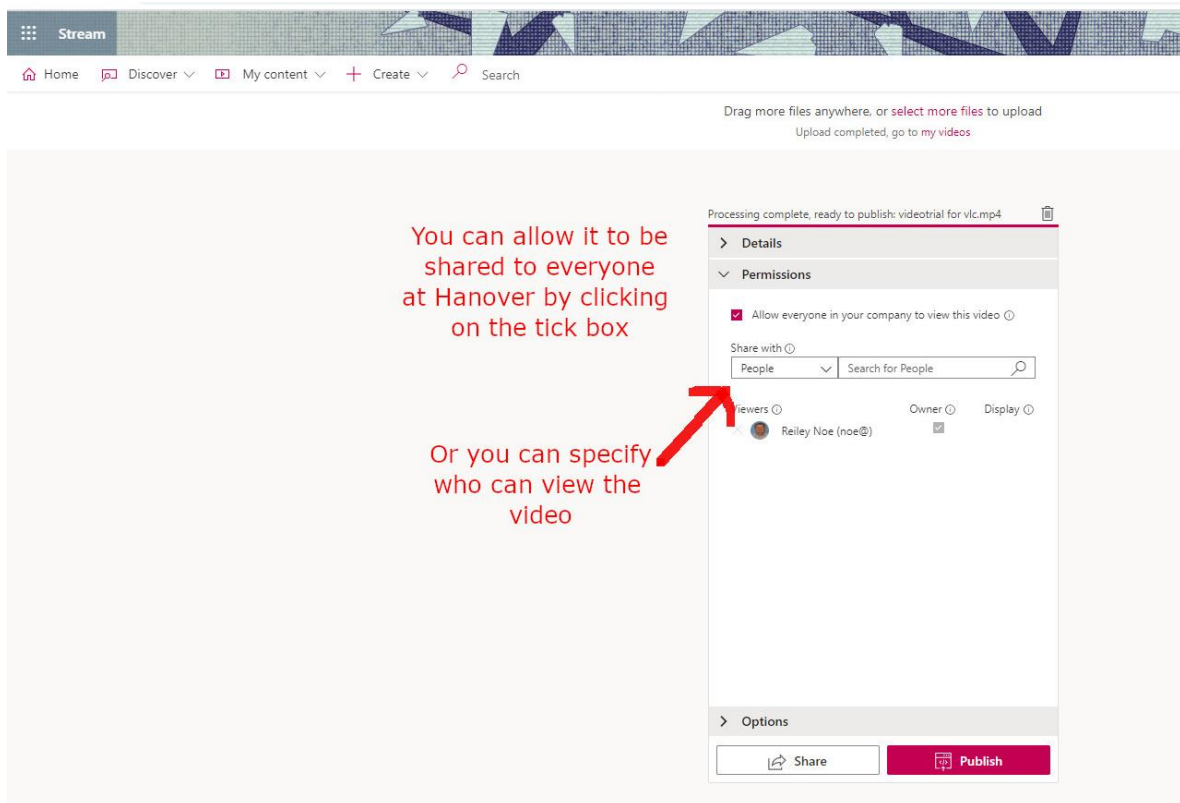 Stream
Home Discover My content Create Search
Drag more files anywhere, or select more files to upload
Upload completed, go to my videos
Processing complete, ready to publish: videotrial for vlc.mp4
You can allow it to be
shared to everyone
at Hanover by clicking
on the tick box
Details
Permissions
Allow everyone in your company to view this video
Share with
People Search for People
Viewers Owner Display
Reiley Noe (noe@)
Or you can specify
who can view the
video
Options
Share Publish